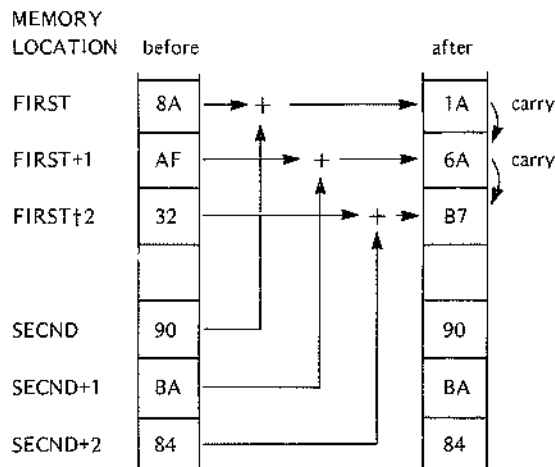 MEMORY
LOCATION before after
FIRST 8A + 1A carry
FIRST+1 AF + 6A carry
FIRST†2 32 + B7
SECND 90 90
SECND+1 BA BA
SECND+2 84 84